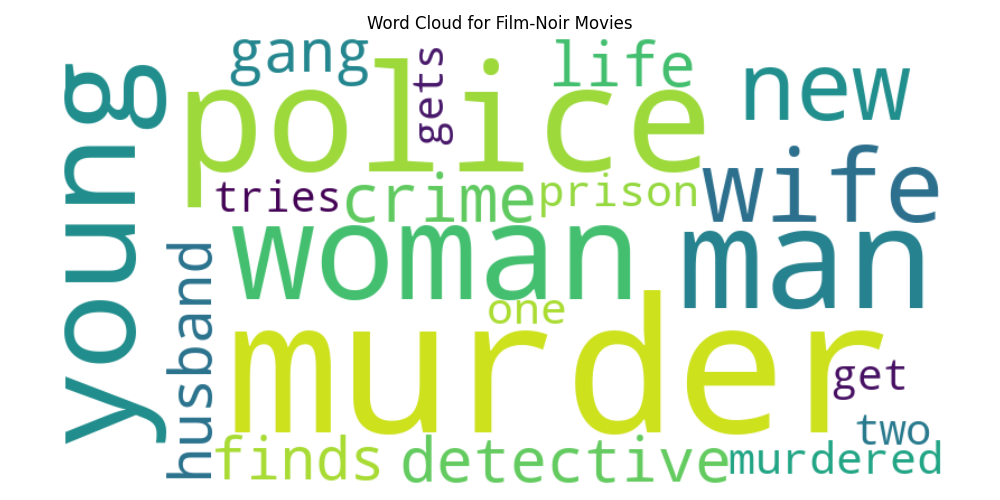 Word Cloud for Film-Noir Movies
young
gang
police
gets
life
new
tries
crime
prison
wife
husband
woman
man
one
murder
get
two
finds
detective
murdered